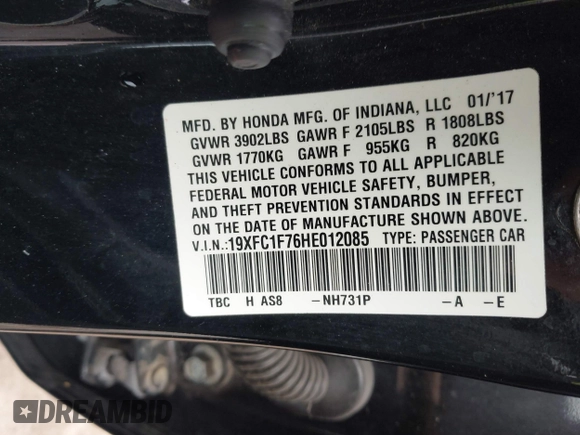 MFD. BY HONDA MFG. OF INDIANA, LLC 01/'17
GVWR 3902LBS GAWR F 2105LBS R 1808LBS
GVWR 1770KG GAWR F 955KG R 820KG
THIS VEHICLE CONFORMS TO ALL APPLICABLE
FEDERAL MOTOR VEHICLE SAFETY, BUMPER,
AND THEFT PREVENTION STANDARDS IN EFFECT
ON THE DATE OF MANUFACTURE SHOWN ABOVE.
V.I.N.:19XFC1F76HE012085 TYPE: PASSENGER CAR
TBC H AS8 -NH731P -A -E
DREAMBID